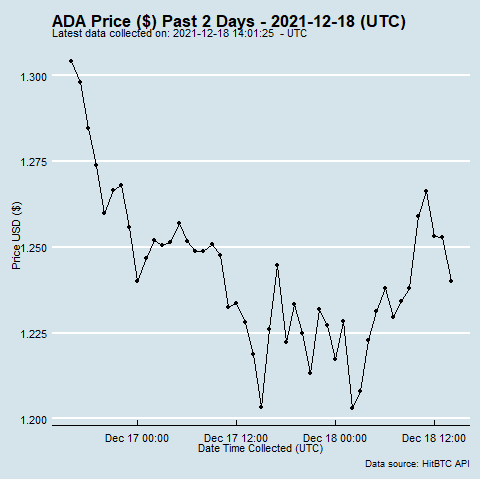 ADA Price ($) Past 2 Days - 2021-12-18 (UTC)
Latest data collected on: 2021-12-18 14:01:25 - UTC
1.300
1.275
1.250
1.225
1.200
Price USD ($)
Dec 17 00:00 Dec 17 12:00 Dec 18 00:00 Dec 18 12:00
Date Time Collected (UTC)
Data source: HitBTC API